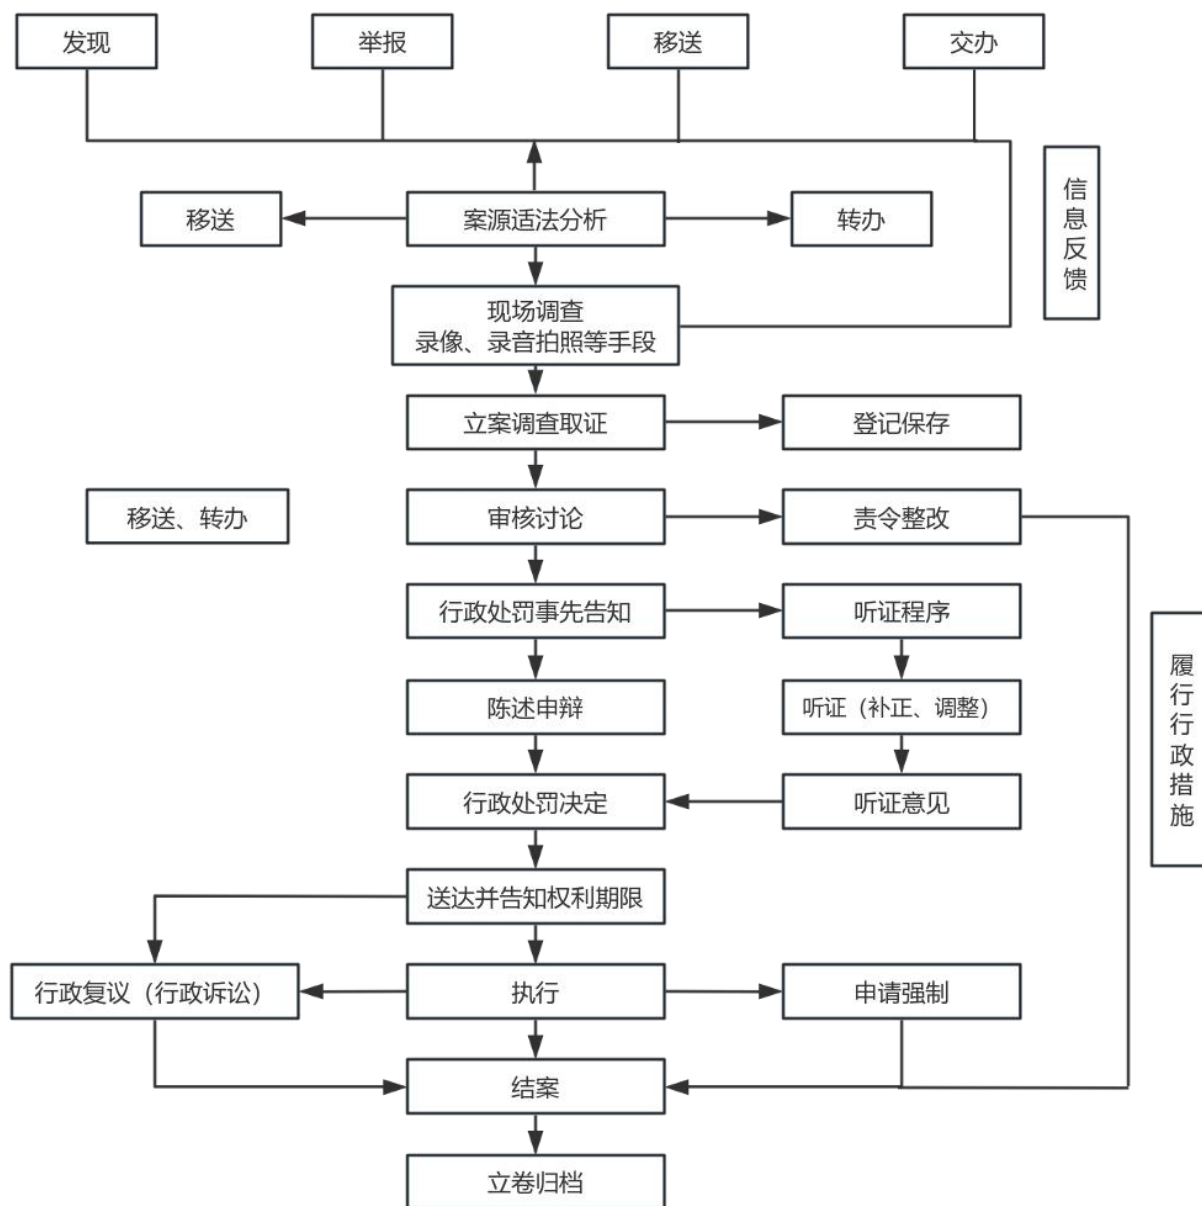 发现
举报
移送
交办
信息反馈
移送
案源适法分析
转办
现场调查
录像、录音拍照等手段
立案调查取证
登记保存
移送、转办
审核讨论
责令整改
行政处罚事先告知
听证程序
履行行政措施
陈述申辩
听证（补正、调整）
行政处罚决定
听证意见
送达并告知权利期限
行政复议（行政诉讼）
执行
申请强制
结案
立卷归档